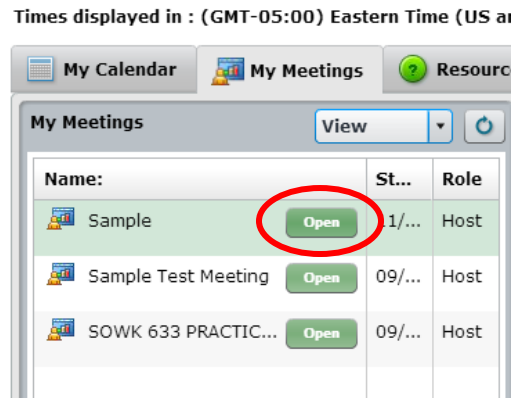 Times displayed in : (GMT-05:00) Eastern Time (US
My Calendar My Meetings
My Meetings View
Name: St... Role
Sample Open 11/... Host
Sample Test Meeting Open 09/... Host
SOWK 633 PRACTIC... Open 09/... Host